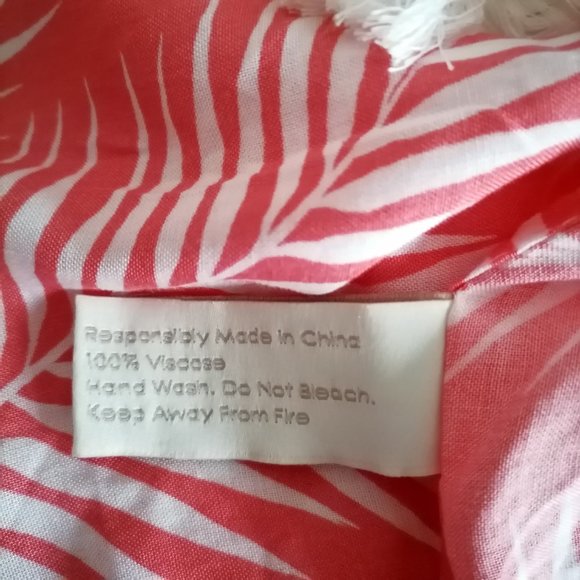 Responsibly Made in China
100% Viscose
Hand Wash. Do Not Bleach.
Keep Away From Fire